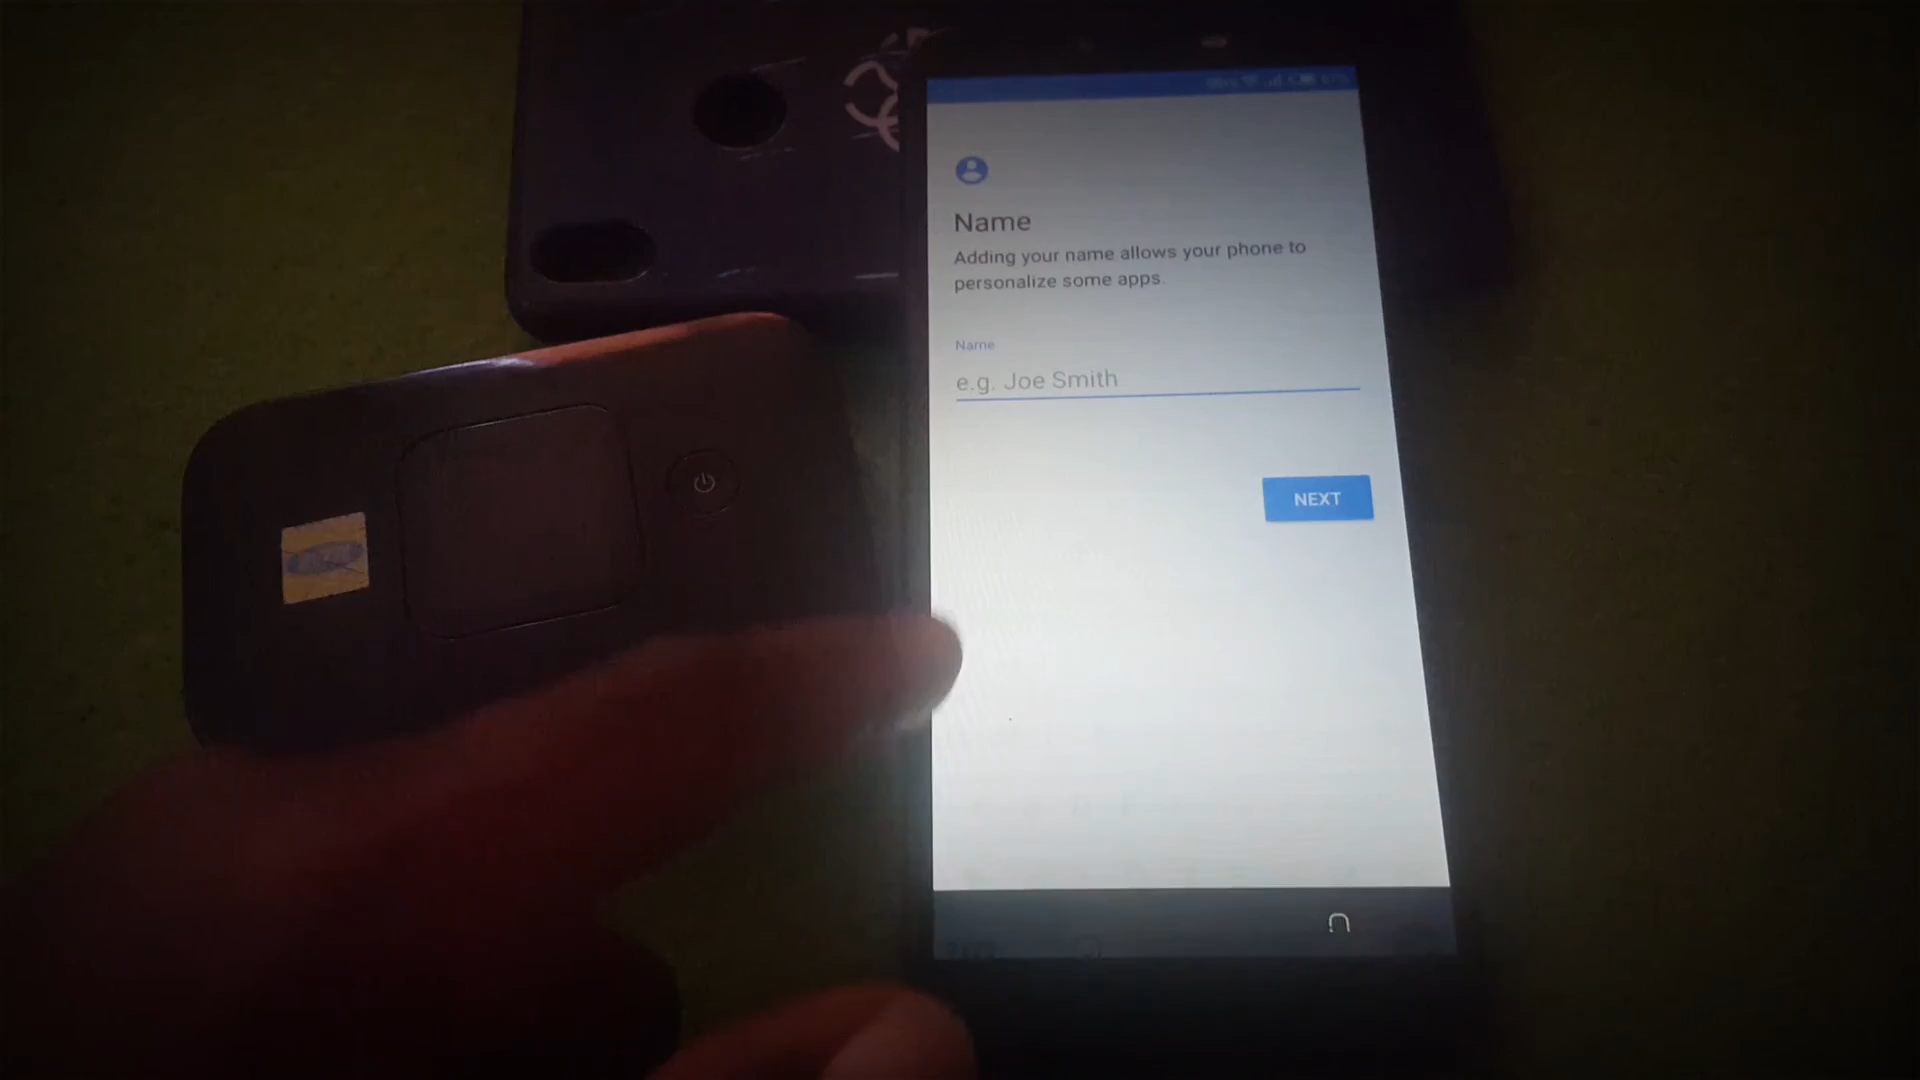 Name
Adding your name allows your phone to
personalize some apps.
Name
e.g. Joe Smith
NEXT